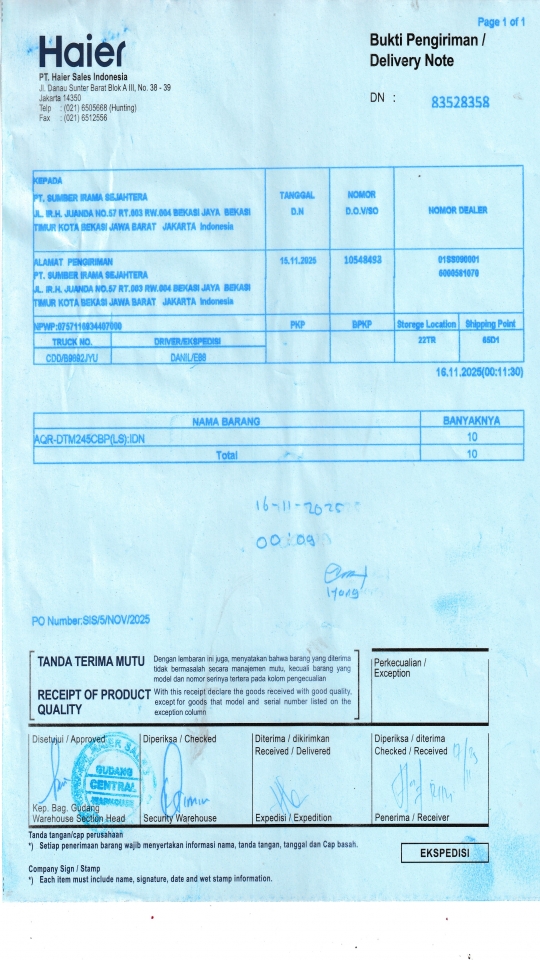 Page 1 of 1
Haier
Bukti Pengiriman /
Delivery Note
PT. Haier Sales Indonesia
Jl. Danau Sunter Barat Blok A III, No. 38 - 39
Jakarta 14350
Telp : (021) 6505668 (Hunting)
Fax : (021) 6512556
DN : 83528358
KEPADA
PT. SUMBER IRAMA SEJAHTERA
JL. IR.H. JUANDA NO.57 RT.003 RW.004 BEKASI JAYA BEKASI
TIMUR KOTA BEKASI JAWA BARAT JAKARTA Indonesia
TANGGAL
D.N
NOMOR
D.O.V/SO
NOMOR DEALER
ALAMAT PENGIRIMAN
PT. SUMBER IRAMA SEJAHTERA
JL. IR.H. JUANDA NO.57 RT.003 RW.004 BEKASI JAYA BEKASI
TIMUR KOTA BEKASI JAWA BARAT JAKARTA Indonesia
15.11.2025
PKP
BPKP
Storage Location
Shipping Point
TRUCK NO.
DRIVER/EKSPEDISI
22TR
65D1
16.11.2025(00:11:30)
NAMA BARANG
BANYAKNYA
AQR-DTM245CBP(LS):IDN
10
Total
10
16-11-2025
00:09
PO Number:SIS/5/NOV/2025
TANDA TERIMA MUTU
Dengan lembaran ini juga, menyatakan bahwa barang yang diterima
tidak bermasalah secara manajemen mutu, kecuali barang yang
model dan nomor serinya tertera pada kolom pengecualian
RECEIPT OF PRODUCT
QUALITY
With this receipt declare the goods received with good quality,
except for goods that model and serial number listed on the
exception column
Perkecualian /
Exception
Disetujui / Approved
Diperiksa / Checked
Diterima / dikirimkan
Received / Delivered
Diperiksa / diterima
Checked / Received
GUDANG
CENTRAL
Kep. Bag. Gudang
Warehouse Section Head
Security Warehouse
Expedisi / Expedition
Penerima / Receiver
Tanda tangan/cap perusahaan
*) Setiap penerimaan barang wajib menyertakan informasi nama, tanda tangan, tanggal dan Cap basah.
EKSPEDISI
Company Sign / Stamp
*) Each item must include name, signature, date and wet stamp information.